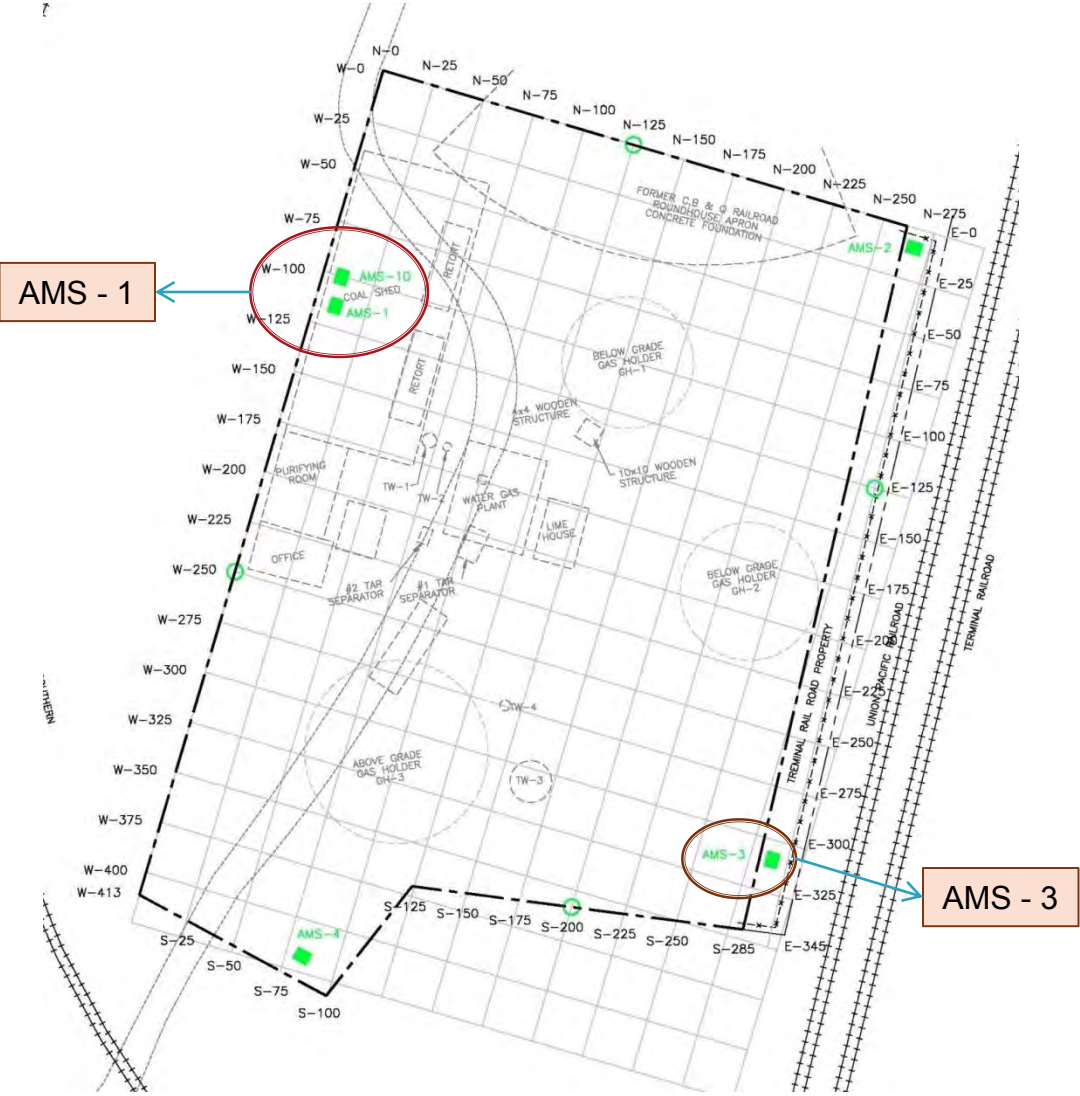 N-0
N-25
N-50
N-75
N-100
N-125
N-150
N-175
N-200
N-225
N-250
N-275
W-0
W-25
W-50
W-75
W-100
W-125
W-150
W-175
W-200
W-225
W-250
W-275
W-300
W-325
W-350
W-375
W-400
W-413
E-0
E-25
E-50
E-75
E-100
E-125
E-150
E-175
E-200
E-225
E-250
E-275
E-300
E-325
E-345
S-25
S-50
S-75
S-100
S-125
S-150
S-175
S-200
S-225
S-250
S-285
FORMER C,B & Q RAILROAD
ROUNDHOUSE APRON
CONCRETE FOUNDATION
AMS-2
AMS-10
COAL SHED
AMS-1
RETORT
RETORT
AMS - 1
BELOW GRADE
GAS HOLDER
GH-1
4x4 WOODEN
STRUCTURE
10x10 WOODEN
STRUCTURE
PURIFYING
ROOM
TW-1
TW-2
WATER GAS
PLANT
LIME
HOUSE
OFFICE
#2 TAR
SEPARATOR
#1 TAR
SEPARATOR
BELOW GRADE
GAS HOLDER
GH-2
TREMINAL RAIL ROAD PROPERTY
UNION PACIFIC RAILROAD
TERMINAL RAILROAD
TW-4
TW-3
ABOVE GRADE
GAS HOLDER
GH-3
AMS-3
AMS - 3
AMS-4